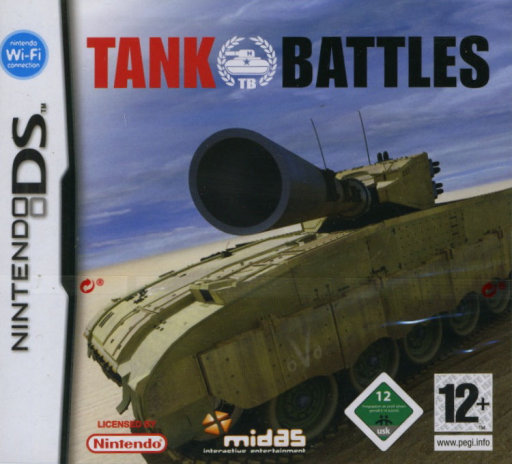 nintendo
Wi-Fi
connection
TANK BATTLES
TB
NINTENDO DS
TM
®
LICENSED BY
Nintendo
midas
interactive entertainment
12
usk
12+
www.pegi.info